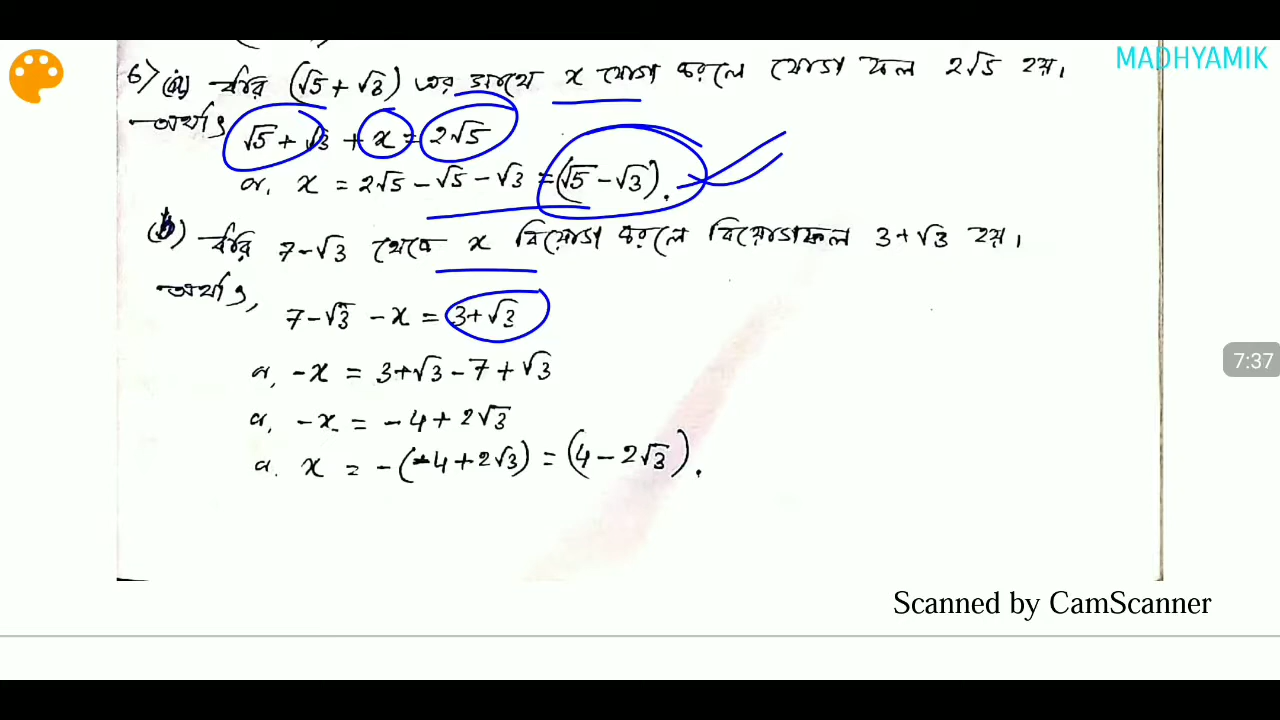 MADHYAMIK
6) (a) ধরি (√5 + √3) এর সাথে x যোগ করলে যোগ ফল 2√5 হয়।
অর্থাৎ √5 + √3 + x = 2√5
বা, x = 2√5 - √5 - √3 = (√5 - √3).
(b) ধরি 7-√3 থেকে x বিয়োগ করলে বিয়োগফল 3+√3 হয়।
অর্থাৎ,
7-√3 - x = 3+√3
বা, -x = 3+√3 - 7 + √3
বা, -x = - 4 + 2√3
বা. x = -(-4 + 2√3) = (4 - 2√3).
7:37
Scanned by CamScanner